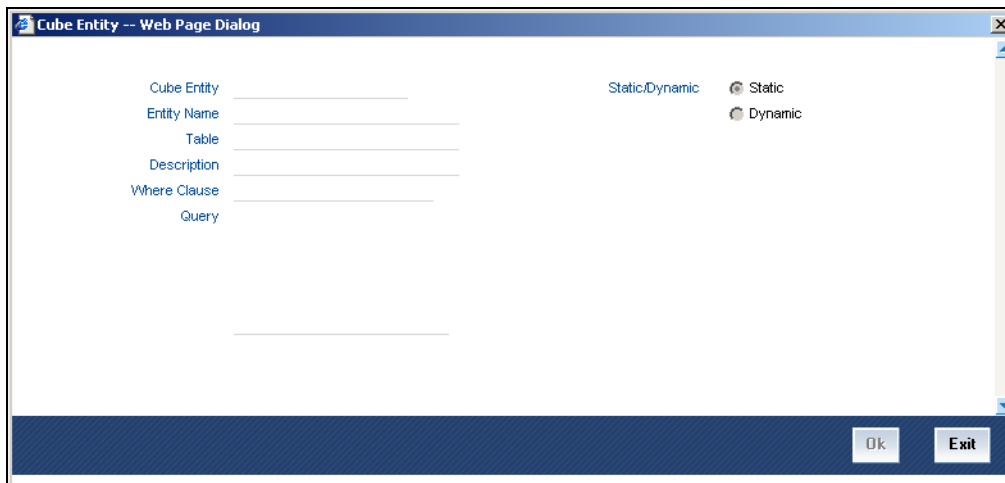 Cube Entity -- Web Page Dialog
Cube Entity
Static/Dynamic
Static
Entity Name
Dynamic
Table
Description
Where Clause
Query
Ok
Exit